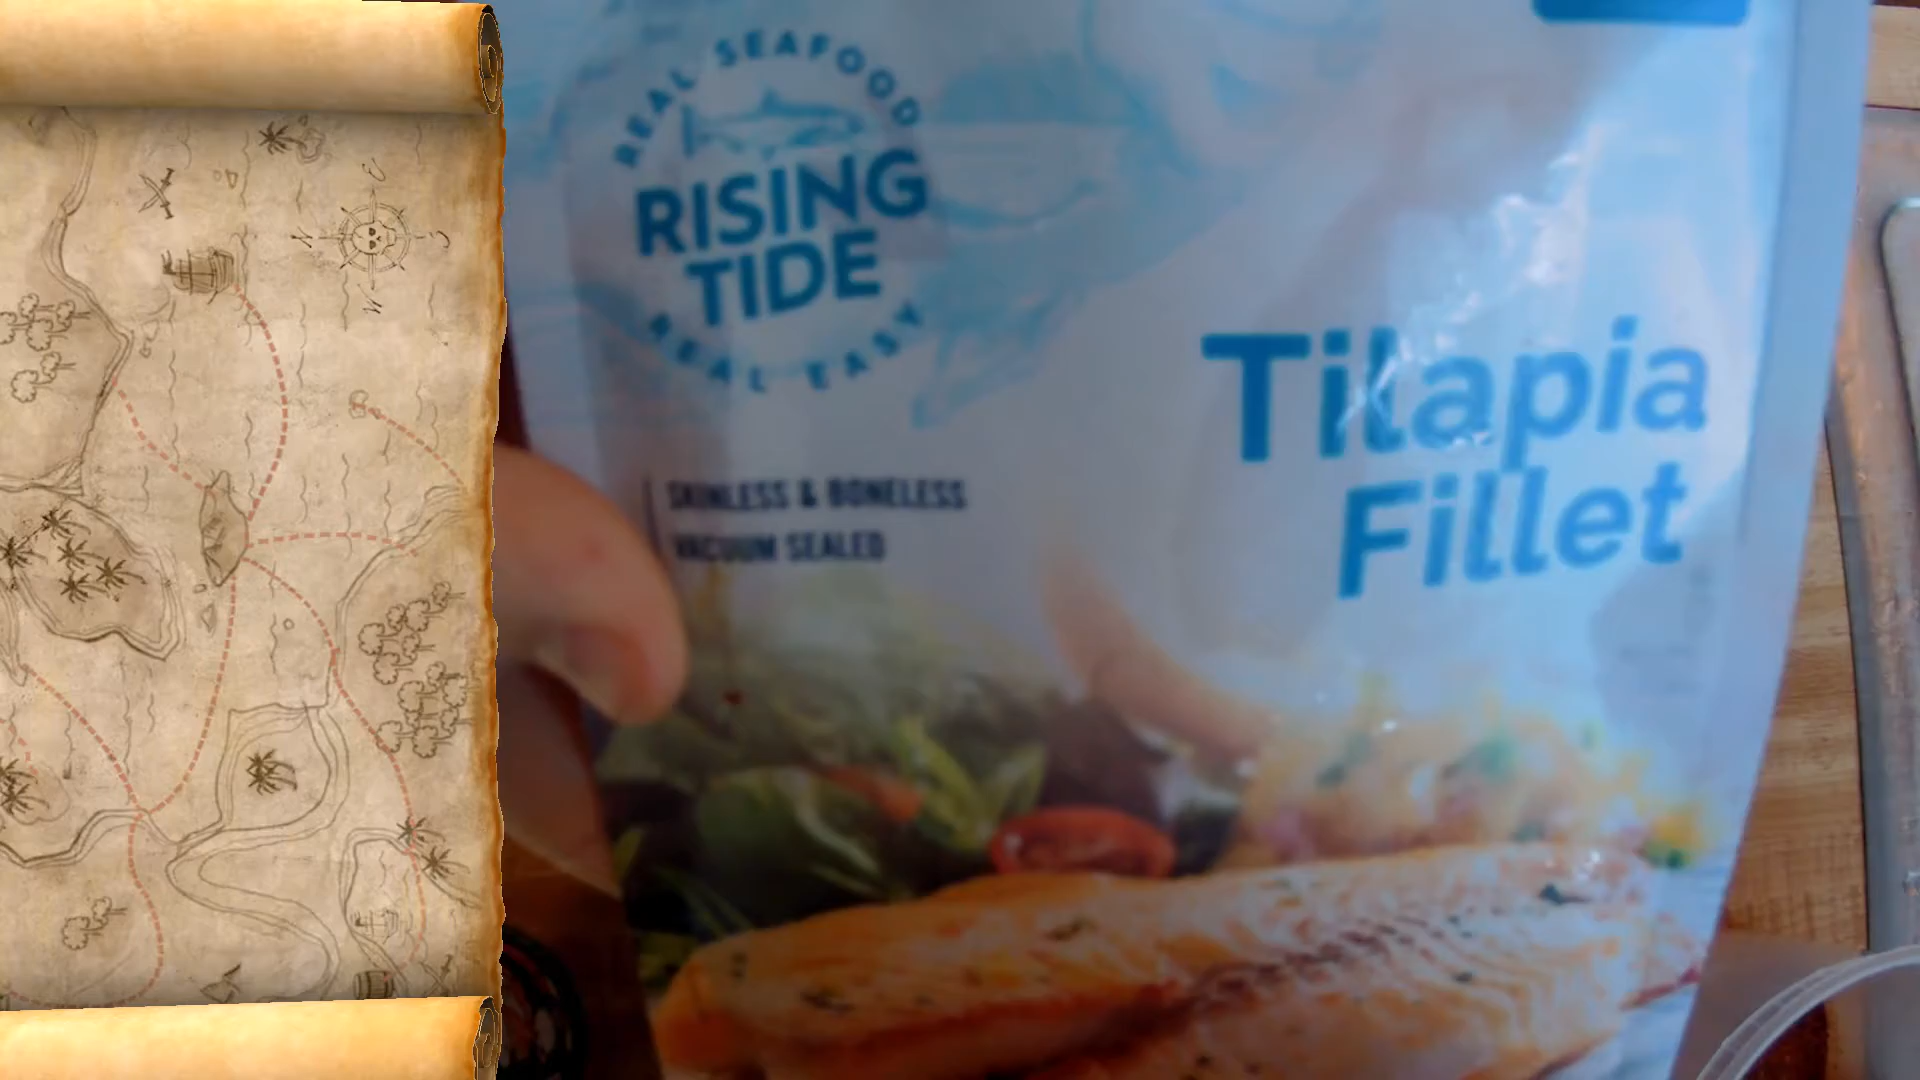 REAL SEAFOOD
RISING
TIDE
REAL EASY
Tilapia
Fillet
SKINLESS & BONELESS
VACUUM SEALED